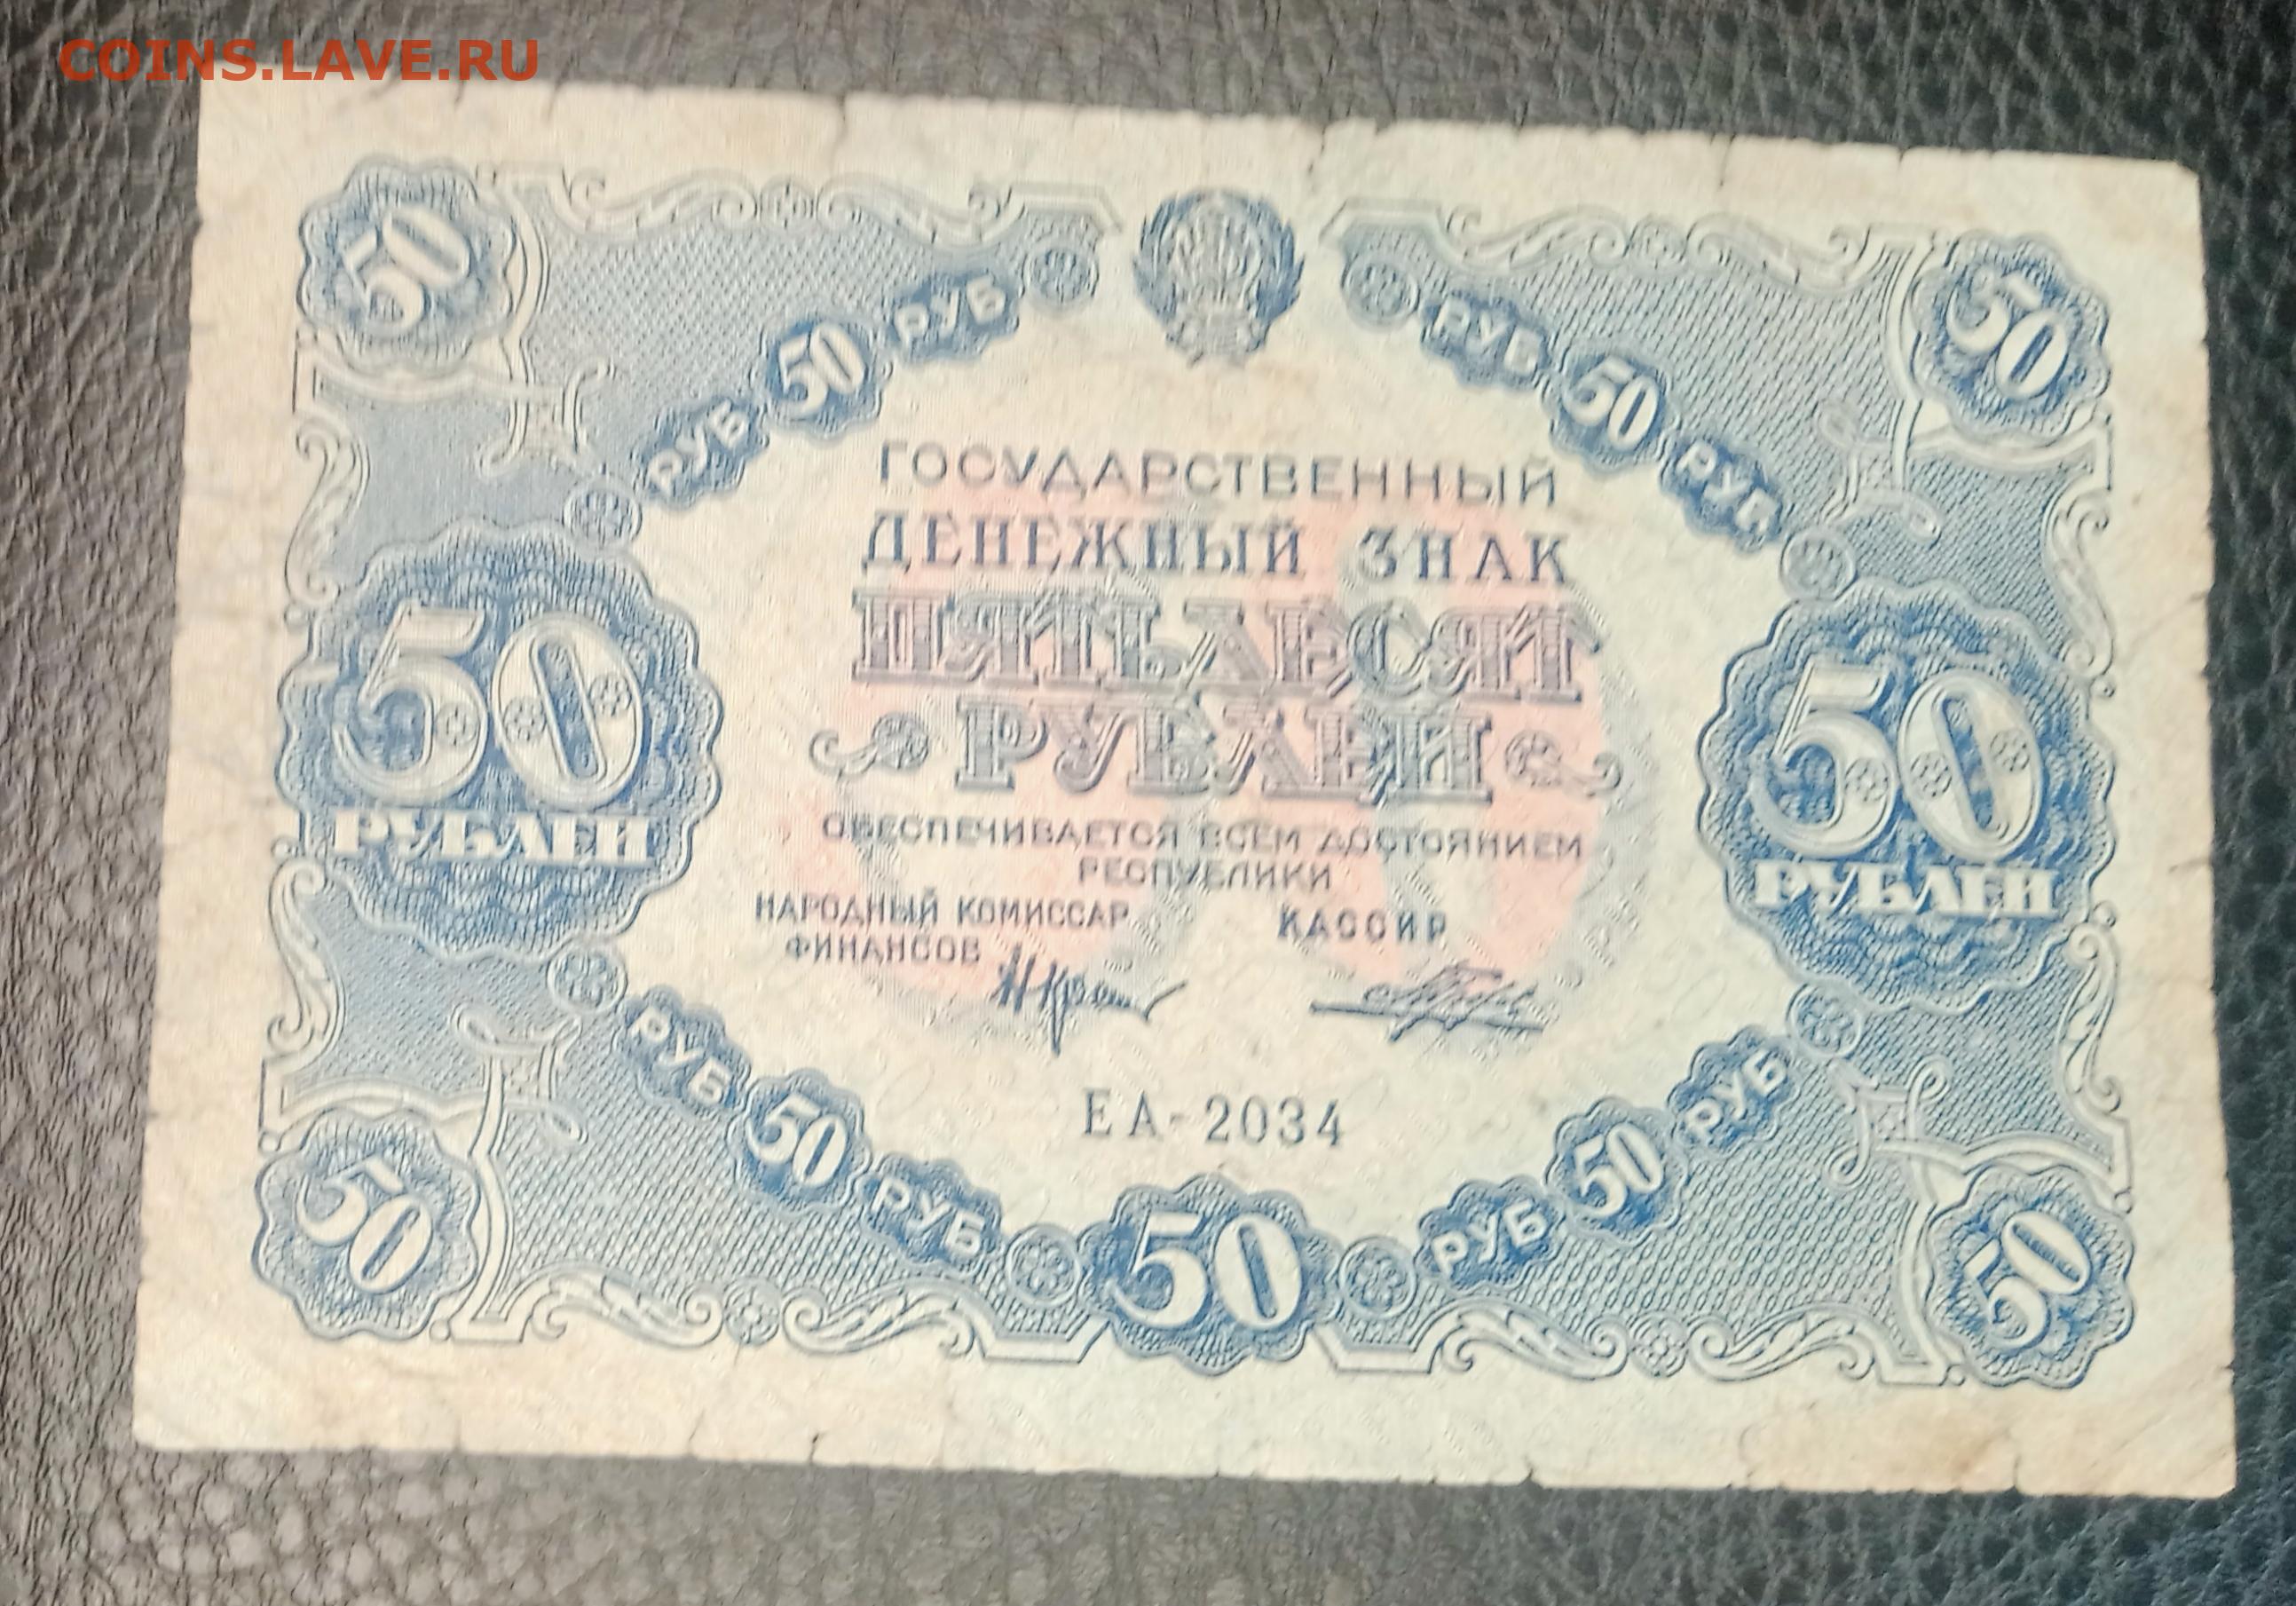 COINS.LAVE.RU
50
50
РУБ 50 РУБ
РУБ 50 РУБ
ГОСУДАРСТВЕННЫЙ
ДЕНЕЖНЫЙ ЗНАК
ПЯТЬДЕСЯТ
РУБЛЕЙ
50
РУБЛЕЙ
50
РУБЛЕЙ
ОБЕСПЕЧИВАЕТСЯ ВСЕМ ДОСТОЯНИЕМ
РЕСПУБЛИКИ
НАРОДНЫЙ КОМИССАР
ФИНАНСОВ
КАССИР
ЕА-2034
РУБ 50 РУБ
50
РУБ 50 РУБ
50
50